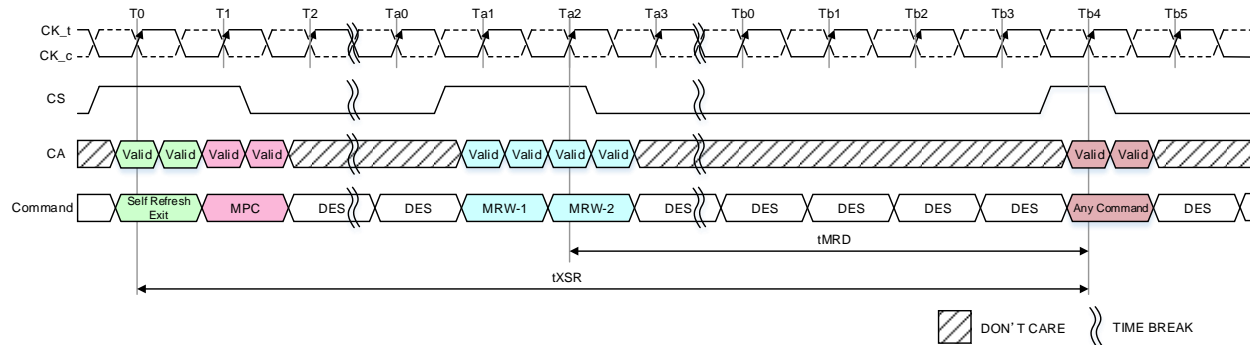 T0 T1 T2 Ta0 Ta1 Ta2 Ta3 Tb0 Tb1 Tb2 Tb3 Tb4 Tb5
CK_t
CK_c
CS
CA Valid Valid Valid Valid Valid Valid Valid Valid Valid Valid
Command Self Refresh Exit MPC DES DES MRW-1 MRW-2 DES DES DES DES DES Any Command DES
tMRD
tXSR
DON'T CARE TIME BREAK